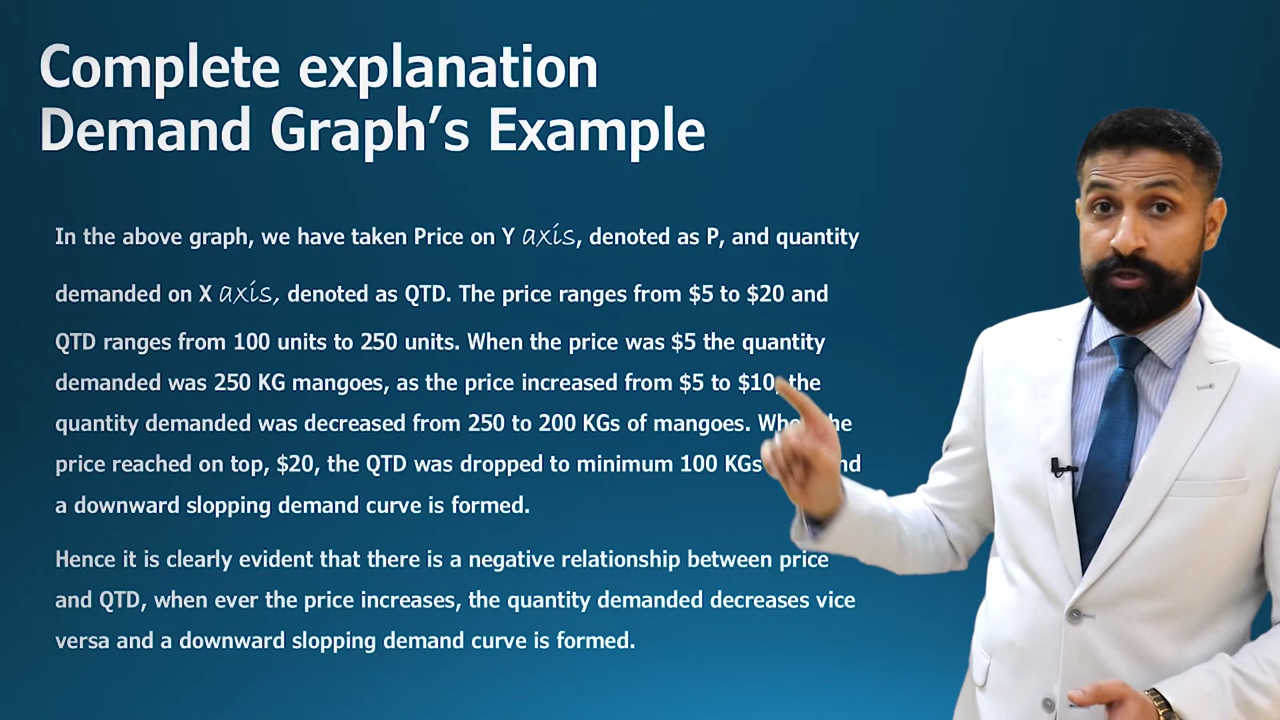 Complete explanation
Demand Graph’s Example
In the above graph, we have taken Price on Y axis, denoted as P, and quantity
demanded on X axis, denoted as QTD. The price ranges from $5 to $20 and
QTD ranges from 100 units to 250 units. When the price was $5 the quantity
demanded was 250 KG mangoes, as the price increased from $5 to $10, the
quantity demanded was decreased from 250 to 200 KGs of mangoes.
price reached on top, $20, the QTD was dropped to minimum 100 KGs
a downward slopping demand curve is formed.
Hence it is clearly evident that there is a negative relationship between price
and QTD, when ever the price increases, the quantity demanded decreases vice
versa and a downward slopping demand curve is formed.